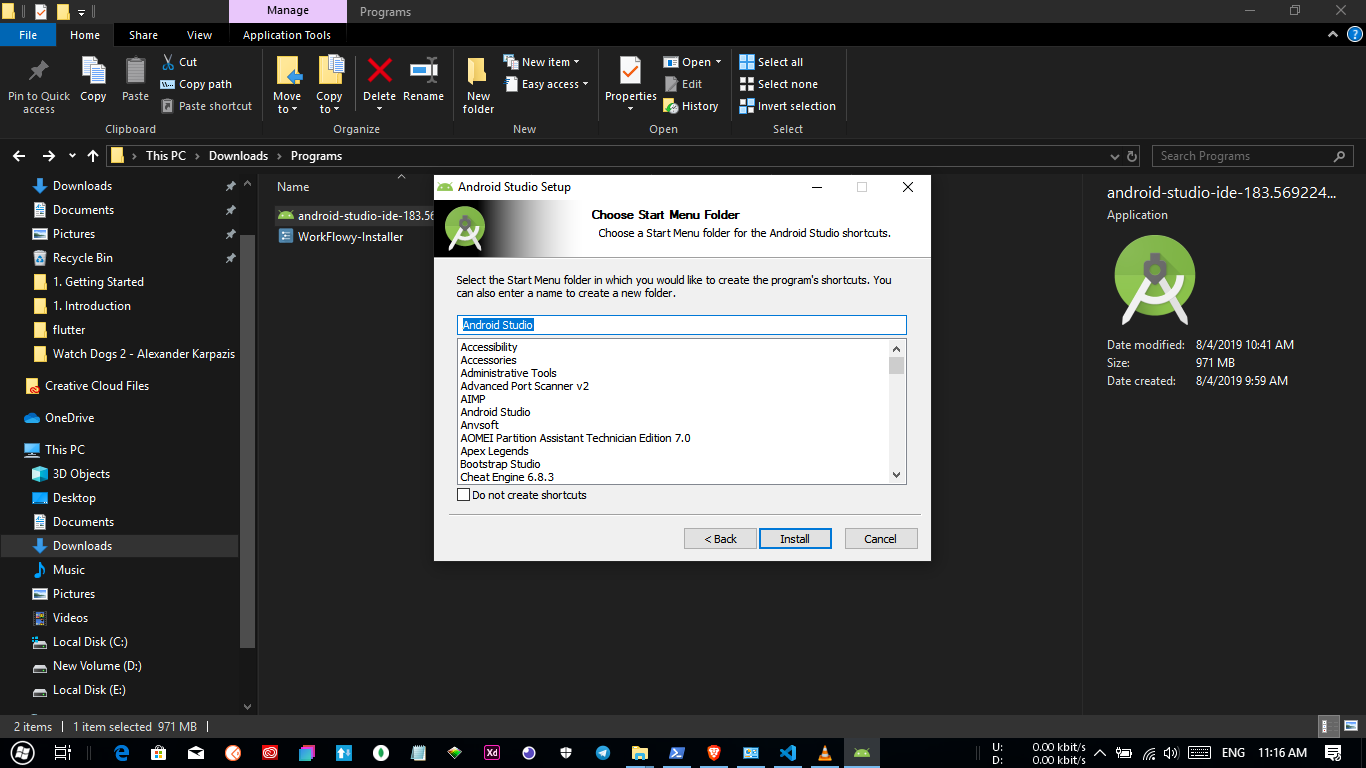 Manage
Programs
File
Home
Share
View
Application Tools
Pin to Quick access
Copy
Paste
Cut
Copy path
Paste shortcut
Move to
Copy to
Delete
Rename
New folder
New item
Easy access
Properties
Open
Edit
History
Select all
Select none
Invert selection
Clipboard
Organize
New
Open
Select
This PC
Downloads
Programs
Search Programs
Downloads
Documents
Pictures
Recycle Bin
1. Getting Started
1. Introduction
flutter
Watch Dogs 2 - Alexander Karpazis
Creative Cloud Files
OneDrive
This PC
3D Objects
Desktop
Documents
Downloads
Music
Pictures
Videos
Local Disk (C:)
New Volume (D:)
Local Disk (E:)
Name
android-studio-ide-183.56
WorkFlowy-Installer
Android Studio Setup
Choose Start Menu Folder
Choose a Start Menu folder for the Android Studio shortcuts.
Select the Start Menu folder in which you would like to create the program's shortcuts. You
can also enter a name to create a new folder.
Android Studio
Accessibility
Accessories
Administrative Tools
Advanced Port Scanner v2
AIMP
Android Studio
Anvsoft
AOMEI Partition Assistant Technician Edition 7.0
Apex Legends
Bootstrap Studio
Cheat Engine 6.8.3
Do not create shortcuts
< Back
Install
Cancel
android-studio-ide-183.569224...
Application
Date modified: 8/4/2019 10:41 AM
Size: 971 MB
Date created: 8/4/2019 9:59 AM
2 items
1 item selected 971 MB
Xd
U: 0.00 kbit/s
D: 0.00 kbit/s
ENG
11:16 AM